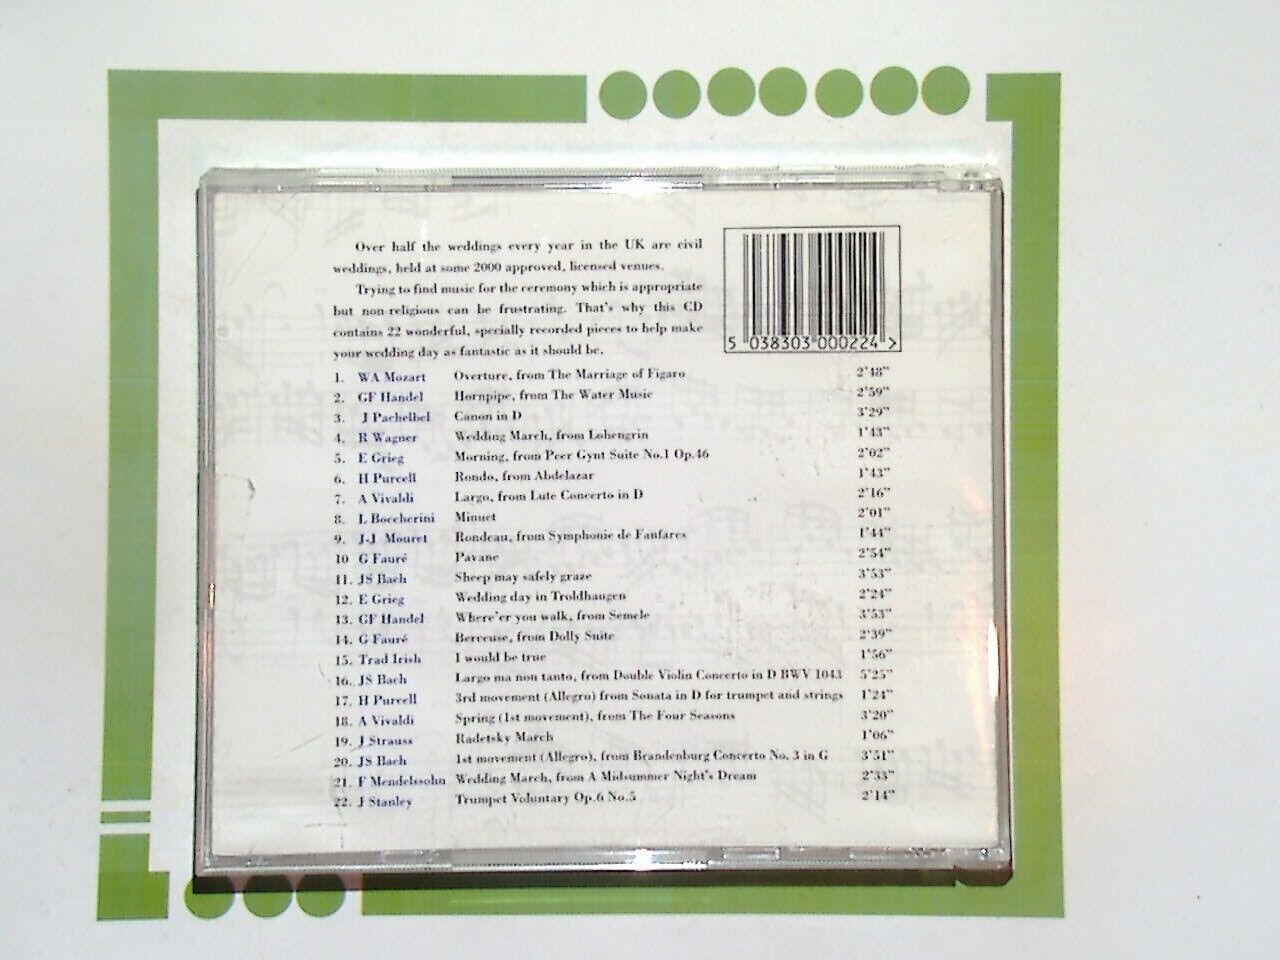 Over half the weddings every year in the UK are civil
weddings, held at some 2000 approved, licensed venues.
Trying to find music for the ceremony which is appropriate
but non-religious can be frustrating. That's why this CD
contains 22 wonderful, specially recorded pieces to help make
your wedding day as fantastic as it should be.
5 038303 000224 >
1. WA Mozart Overture, from The Marriage of Figaro 2'48"
2. GF Handel Hornpipe, from The Water Music 2'59"
3. J Pachelbel Canon in D 3'29"
4. R Wagner Wedding March, from Lohengrin 1'43"
5. E Grieg Morning, from Peer Gynt Suite No.1 Op.46 2'02"
6. H Purcell Rondo, from Abdelazar 1'43"
7. A Vivaldi Largo, from Lute Concerto in D 2'16"
8. L Boccherini Minuet 2'01"
9. J-J Mouret Rondeau, from Symphonie de Fanfares 1'44"
10 G Fauré Pavane 2'54"
11. JS Bach Sheep may safely graze 3'53"
12. E Grieg Wedding day in Troldhaugen 2'24"
13. GF Handel Where'er you walk, from Semele 3'53"
14. G Fauré Berceuse, from Dolly Suite 2'39"
15. Trad Irish I would be true 1'56"
16. JS Bach Largo ma non tanto, from Double Violin Concerto in D BWV 1043 5'25"
17. H Purcell 3rd movement (Allegro) from Sonata in D for trumpet and strings 1'24"
18. A Vivaldi Spring (1st movement), from The Four Seasons 3'20"
19. J Strauss Radetsky March 1'06"
20. JS Bach 1st movement (Allegro), from Brandenburg Concerto No. 3 in G 3'51"
21. F Mendelssohn Wedding March, from A Midsummer Night's Dream 2'33"
22. J Stanley Trumpet Voluntary Op.6 No.5 2'14"